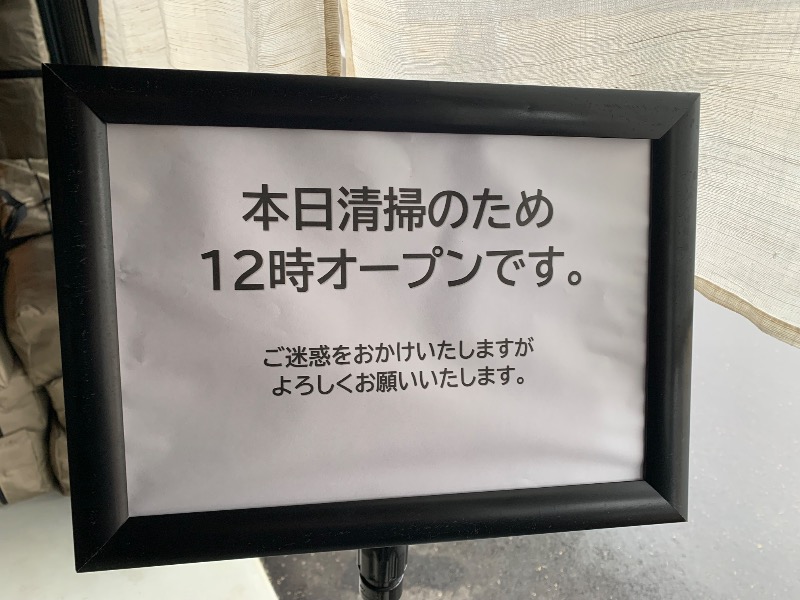 本日清掃のため
12時オープンです。
ご迷惑をおかけいたしますが
よろしくお願いいたします。